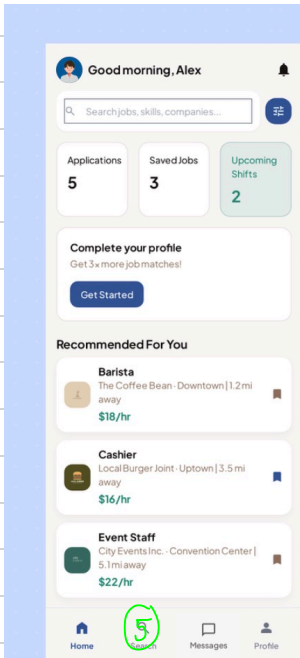 Good morning, Alex
Search jobs, skills, companies...
Applications
5
Saved Jobs
3
Upcoming
Shifts
2
Complete your profile
Get 3x more job matches!
Get Started
Recommended For You
Barista
The Coffee Bean · Downtown | 1.2 mi
away
$18/hr
Cashier
Local Burger Joint · Uptown | 3.5 mi
away
$16/hr
Event Staff
City Events Inc. · Convention Center |
5.1 mi away
$22/hr
5
Home
Search
Messages
Profile